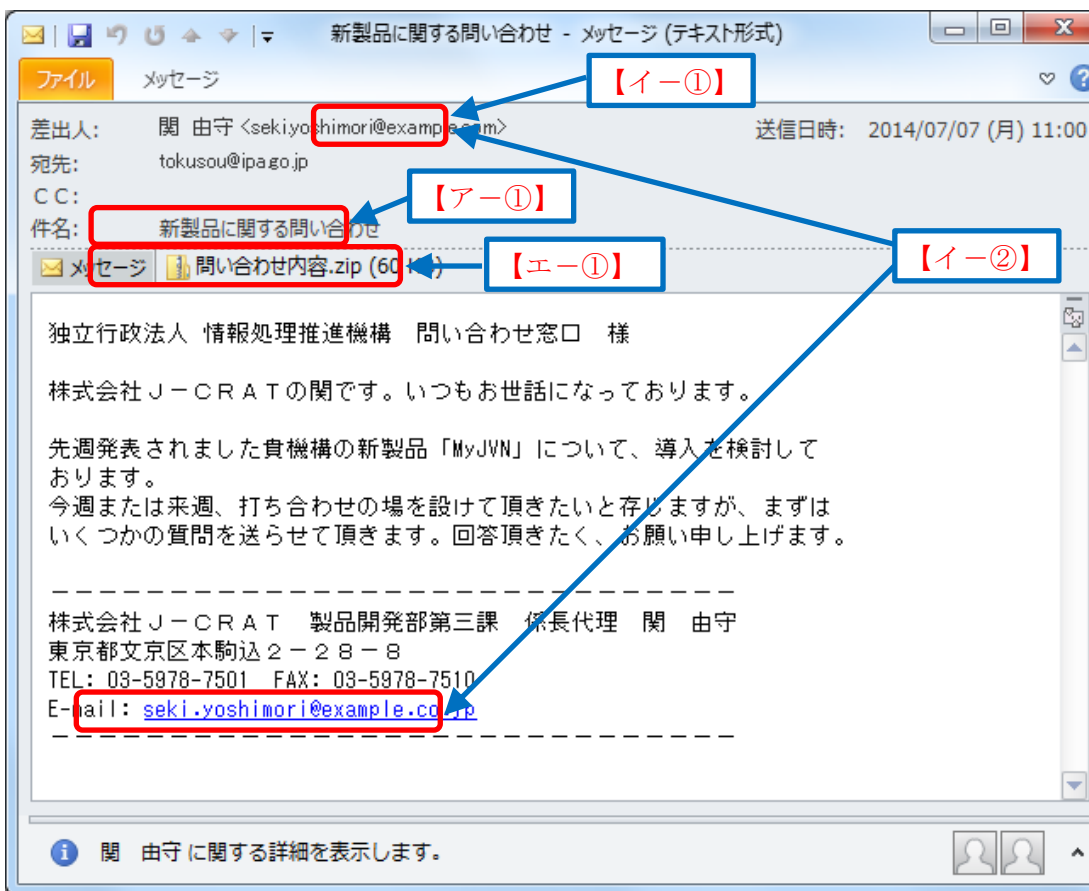 新製品に関する問い合わせ - メッセージ (テキスト形式)
ファイル メッセージ
【イー①】
差出人: 関 由守 <seki.yoshimori@example.com> 送信日時: 2014/07/07 (月) 11:00
宛先: tokusou@ipa.go.jp
ＣＣ:
【アー①】
件名: 新製品に関する問い合わせ
メッセージ 問い合わせ内容.zip (60 KB)
【エー①】
【イ－②】
独立行政法人 情報処理推進機構　問い合わせ窓口　様
株式会社Ｊ－ＣＲＡＴの関です。いつもお世話になっております。
先週発表されました貴機構の新製品「MyJVN」について、導入を検討して
おります。
今週または来週、打ち合わせの場を設けて頂きたいと存じますが、まずは
いくつかの質問を送らせて頂きます。回答頂きたく、お願い申し上げます。
－－－－－－－－－－－－－－－－－－－－－－－－－－－－－
株式会社Ｊ－ＣＲＡＴ　製品開発部第三課　係長代理　関　由守
東京都文京区本駒込２－２８－８
TEL: 03-5978-7501 FAX: 03-5978-7510
E-mail: seki.yoshimori@example.co.jp
－－－－－－－－－－－－－－－－－－－－－－－－－－－－－
関　由守 に関する詳細を表示します。